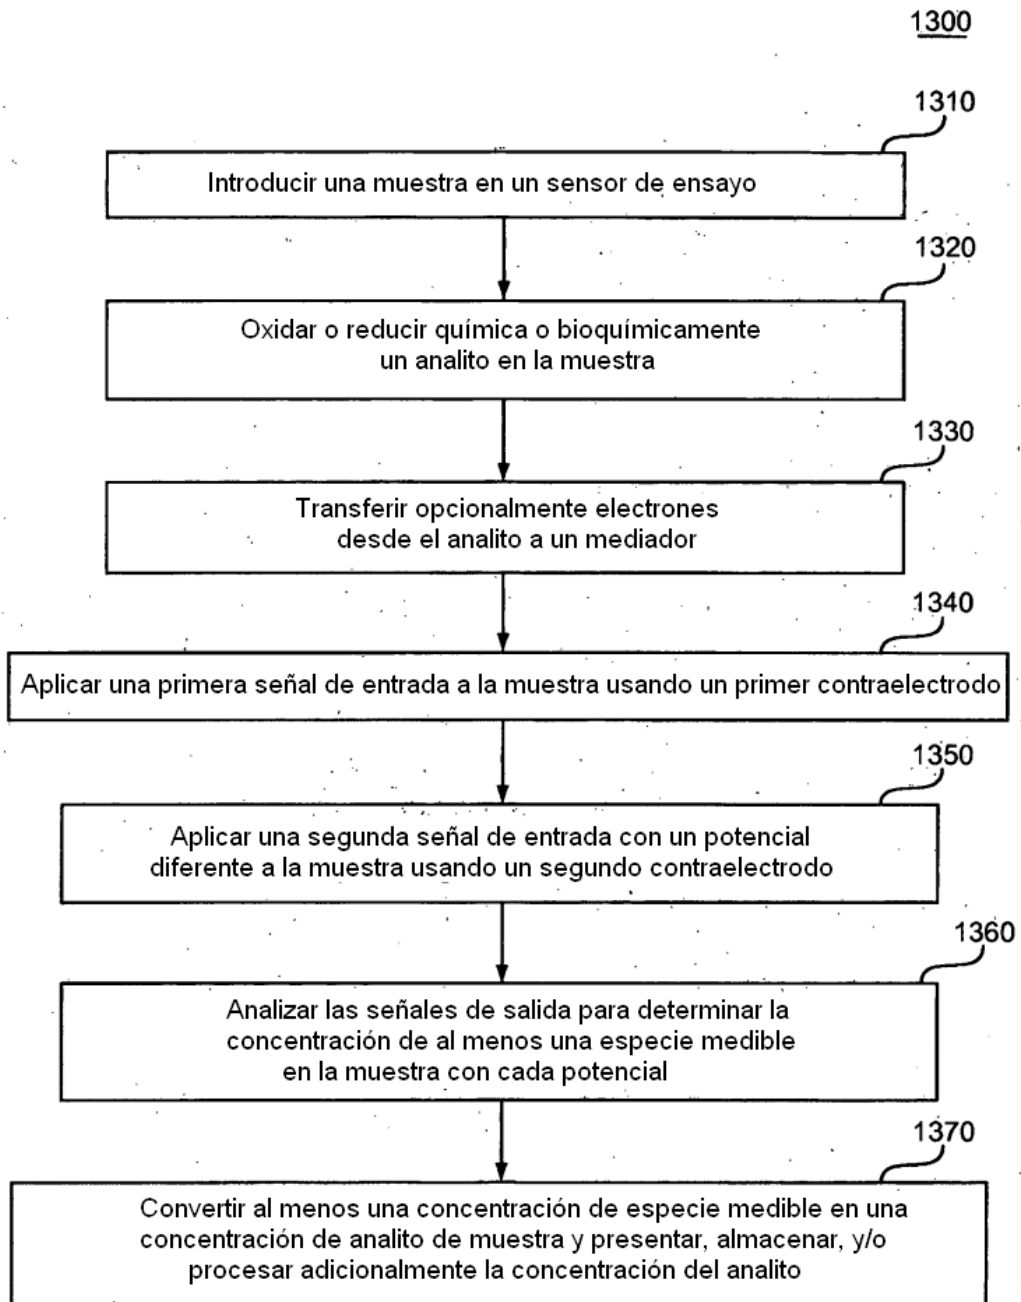 1300
1310
Introducir una muestra en un sensor de ensayo
1320
Oxidar o reducir química o bioquímicamente
un analito en la muestra
1330
Transferir opcionalmente electrones
desde el analito a un mediador
1340
Aplicar una primera señal de entrada a la muestra usando un primer contraelectrodo
1350
Aplicar una segunda señal de entrada con un potencial
diferente a la muestra usando un segundo contraelectrodo
1360
Analizar las señales de salida para determinar la
concentración de al menos una especie medible
en la muestra con cada potencial
1370
Convertir al menos una concentración de especie medible en una
concentración de analito de muestra y presentar, almacenar, y/o
procesar adicionalmente la concentración del analito